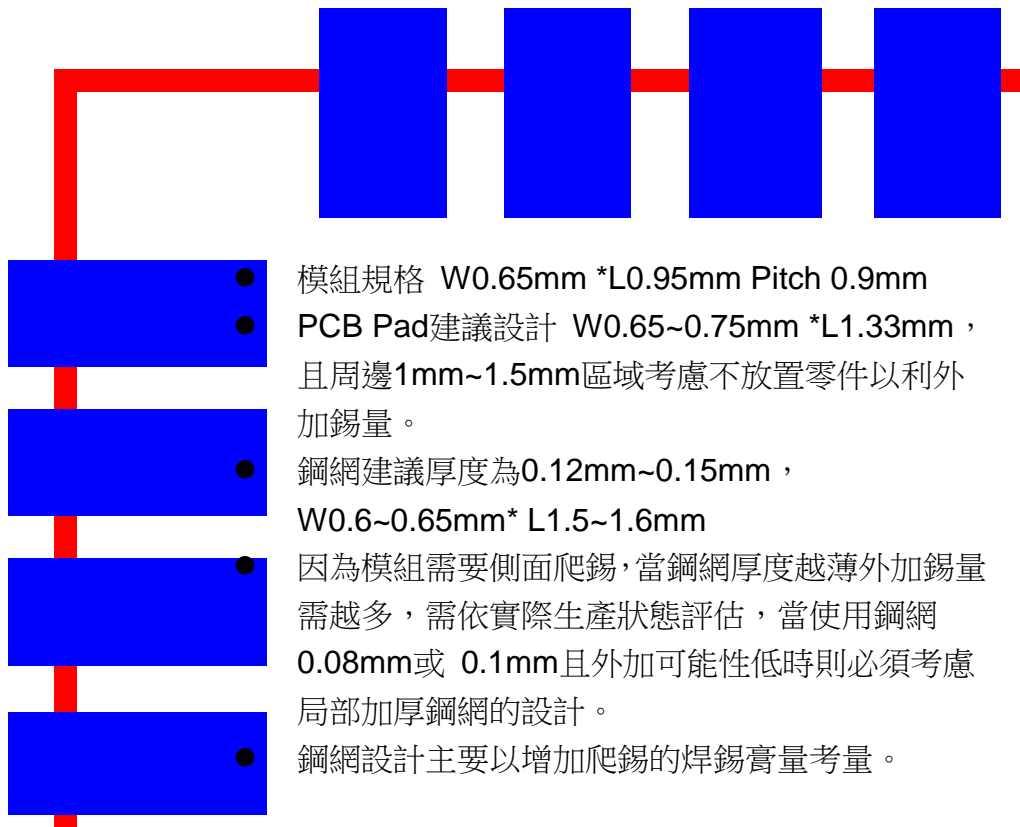 ● 模組規格 W0.65mm *L0.95mm Pitch 0.9mm
● PCB Pad建議設計 W0.65~0.75mm *L1.33mm，
且周邊1mm~1.5mm區域考慮不放置零件以利外
加錫量。
● 鋼網建議厚度為0.12mm~0.15mm，
W0.6~0.65mm* L1.5~1.6mm
● 因為模組需要側面爬錫，當鋼網厚度越薄外加錫量
需越多，需依實際生產狀態評估，當使用鋼網
0.08mm或 0.1mm且外加可能性低時則必須考慮
局部加厚鋼網的設計。
● 鋼網設計主要以增加爬錫的焊錫膏量考量。